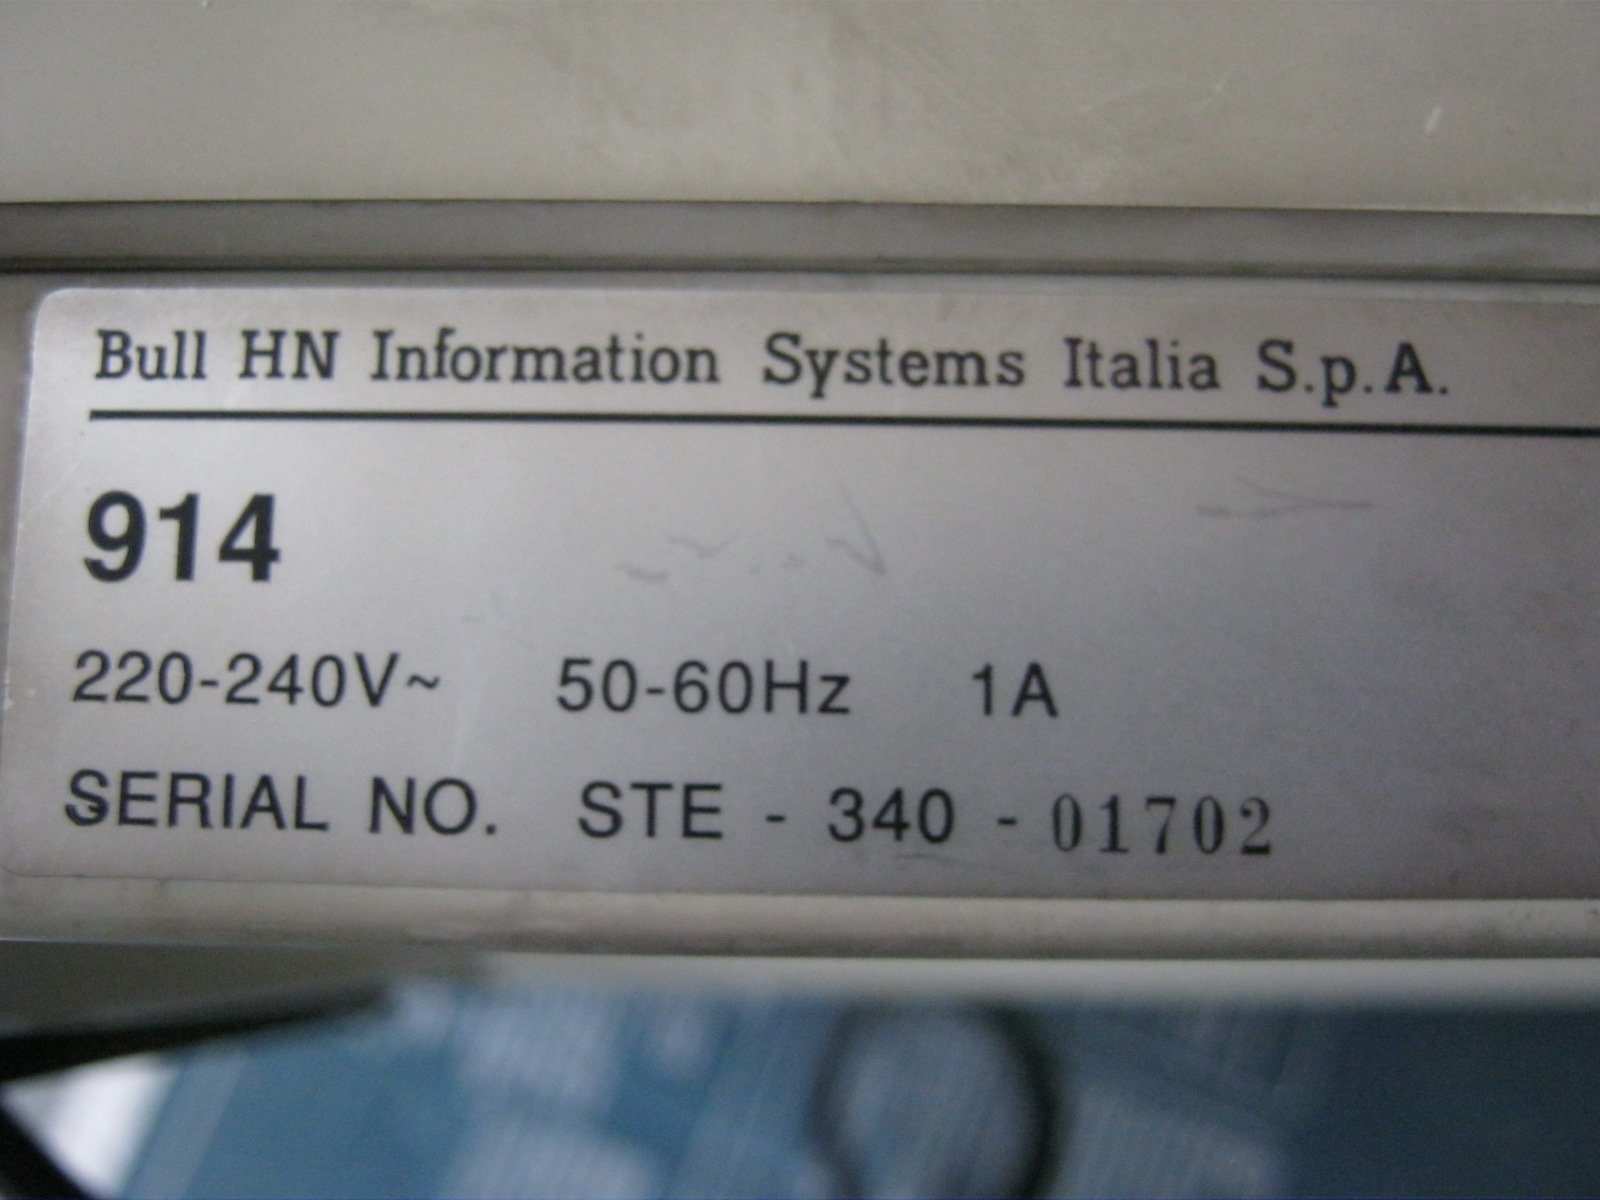 Bull HN Information Systems Italia S.p.A.
914
220-240V~ 50-60Hz 1A
SERIAL NO. STE - 340 - 01702